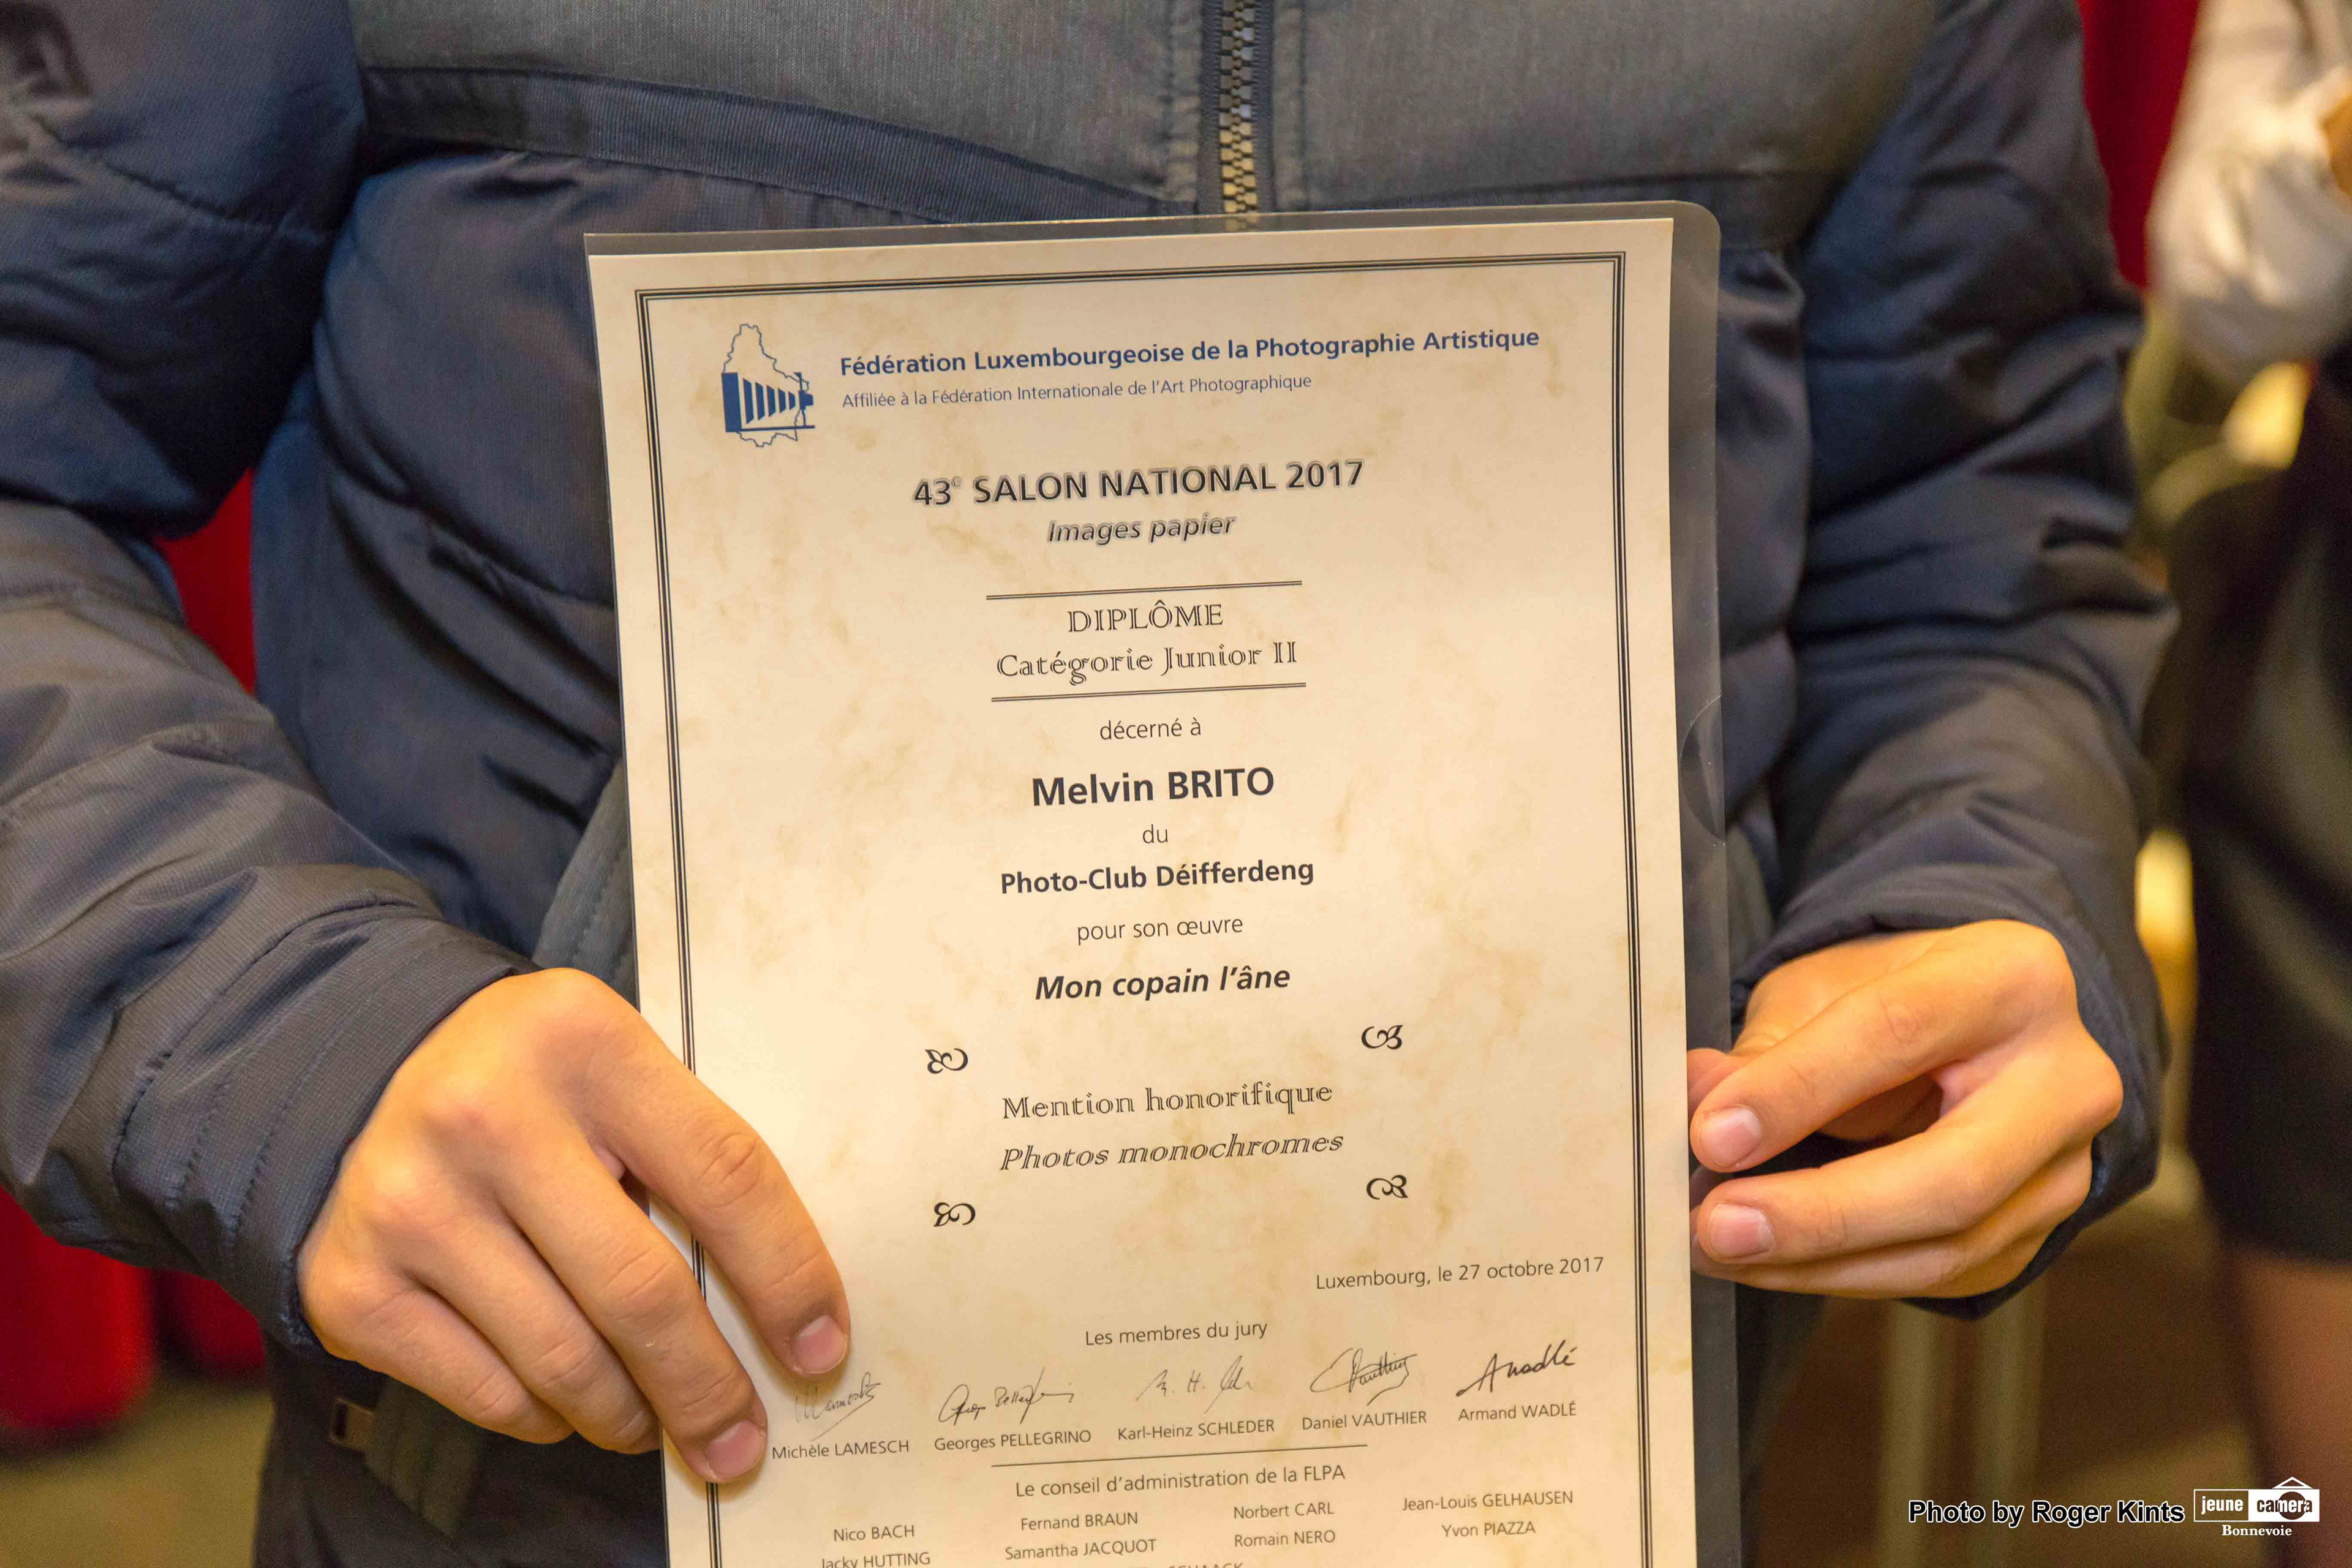 Fédération Luxembourgeoise de la Photographie Artistique
Affiliée à la Fédération Internationale de l'Art Photographique
43e SALON NATIONAL 2017
Images papier
DIPLÔME
Catégorie Junior II
décerné à
Melvin BRITO
du
Photo-Club Déifferdeng
pour son œuvre
Mon copain l'âne
Mention honorifique
Photos monochromes
Luxembourg, le 27 octobre 2017
Les membres du jury
Michèle LAMESCH Georges PELLEGRINO Karl-Heinz SCHLEDER Daniel VAUTHIER Armand WADLÉ
Le conseil d'administration de la FLPA
Nico BACH Fernand BRAUN Norbert CARL Jean-Louis GELHAUSEN
Jacky HUTTING Samantha JACQUOT Romain NERO Yvon PIAZZA
Photo by Roger Kints
jeune camera
Bonnevoie